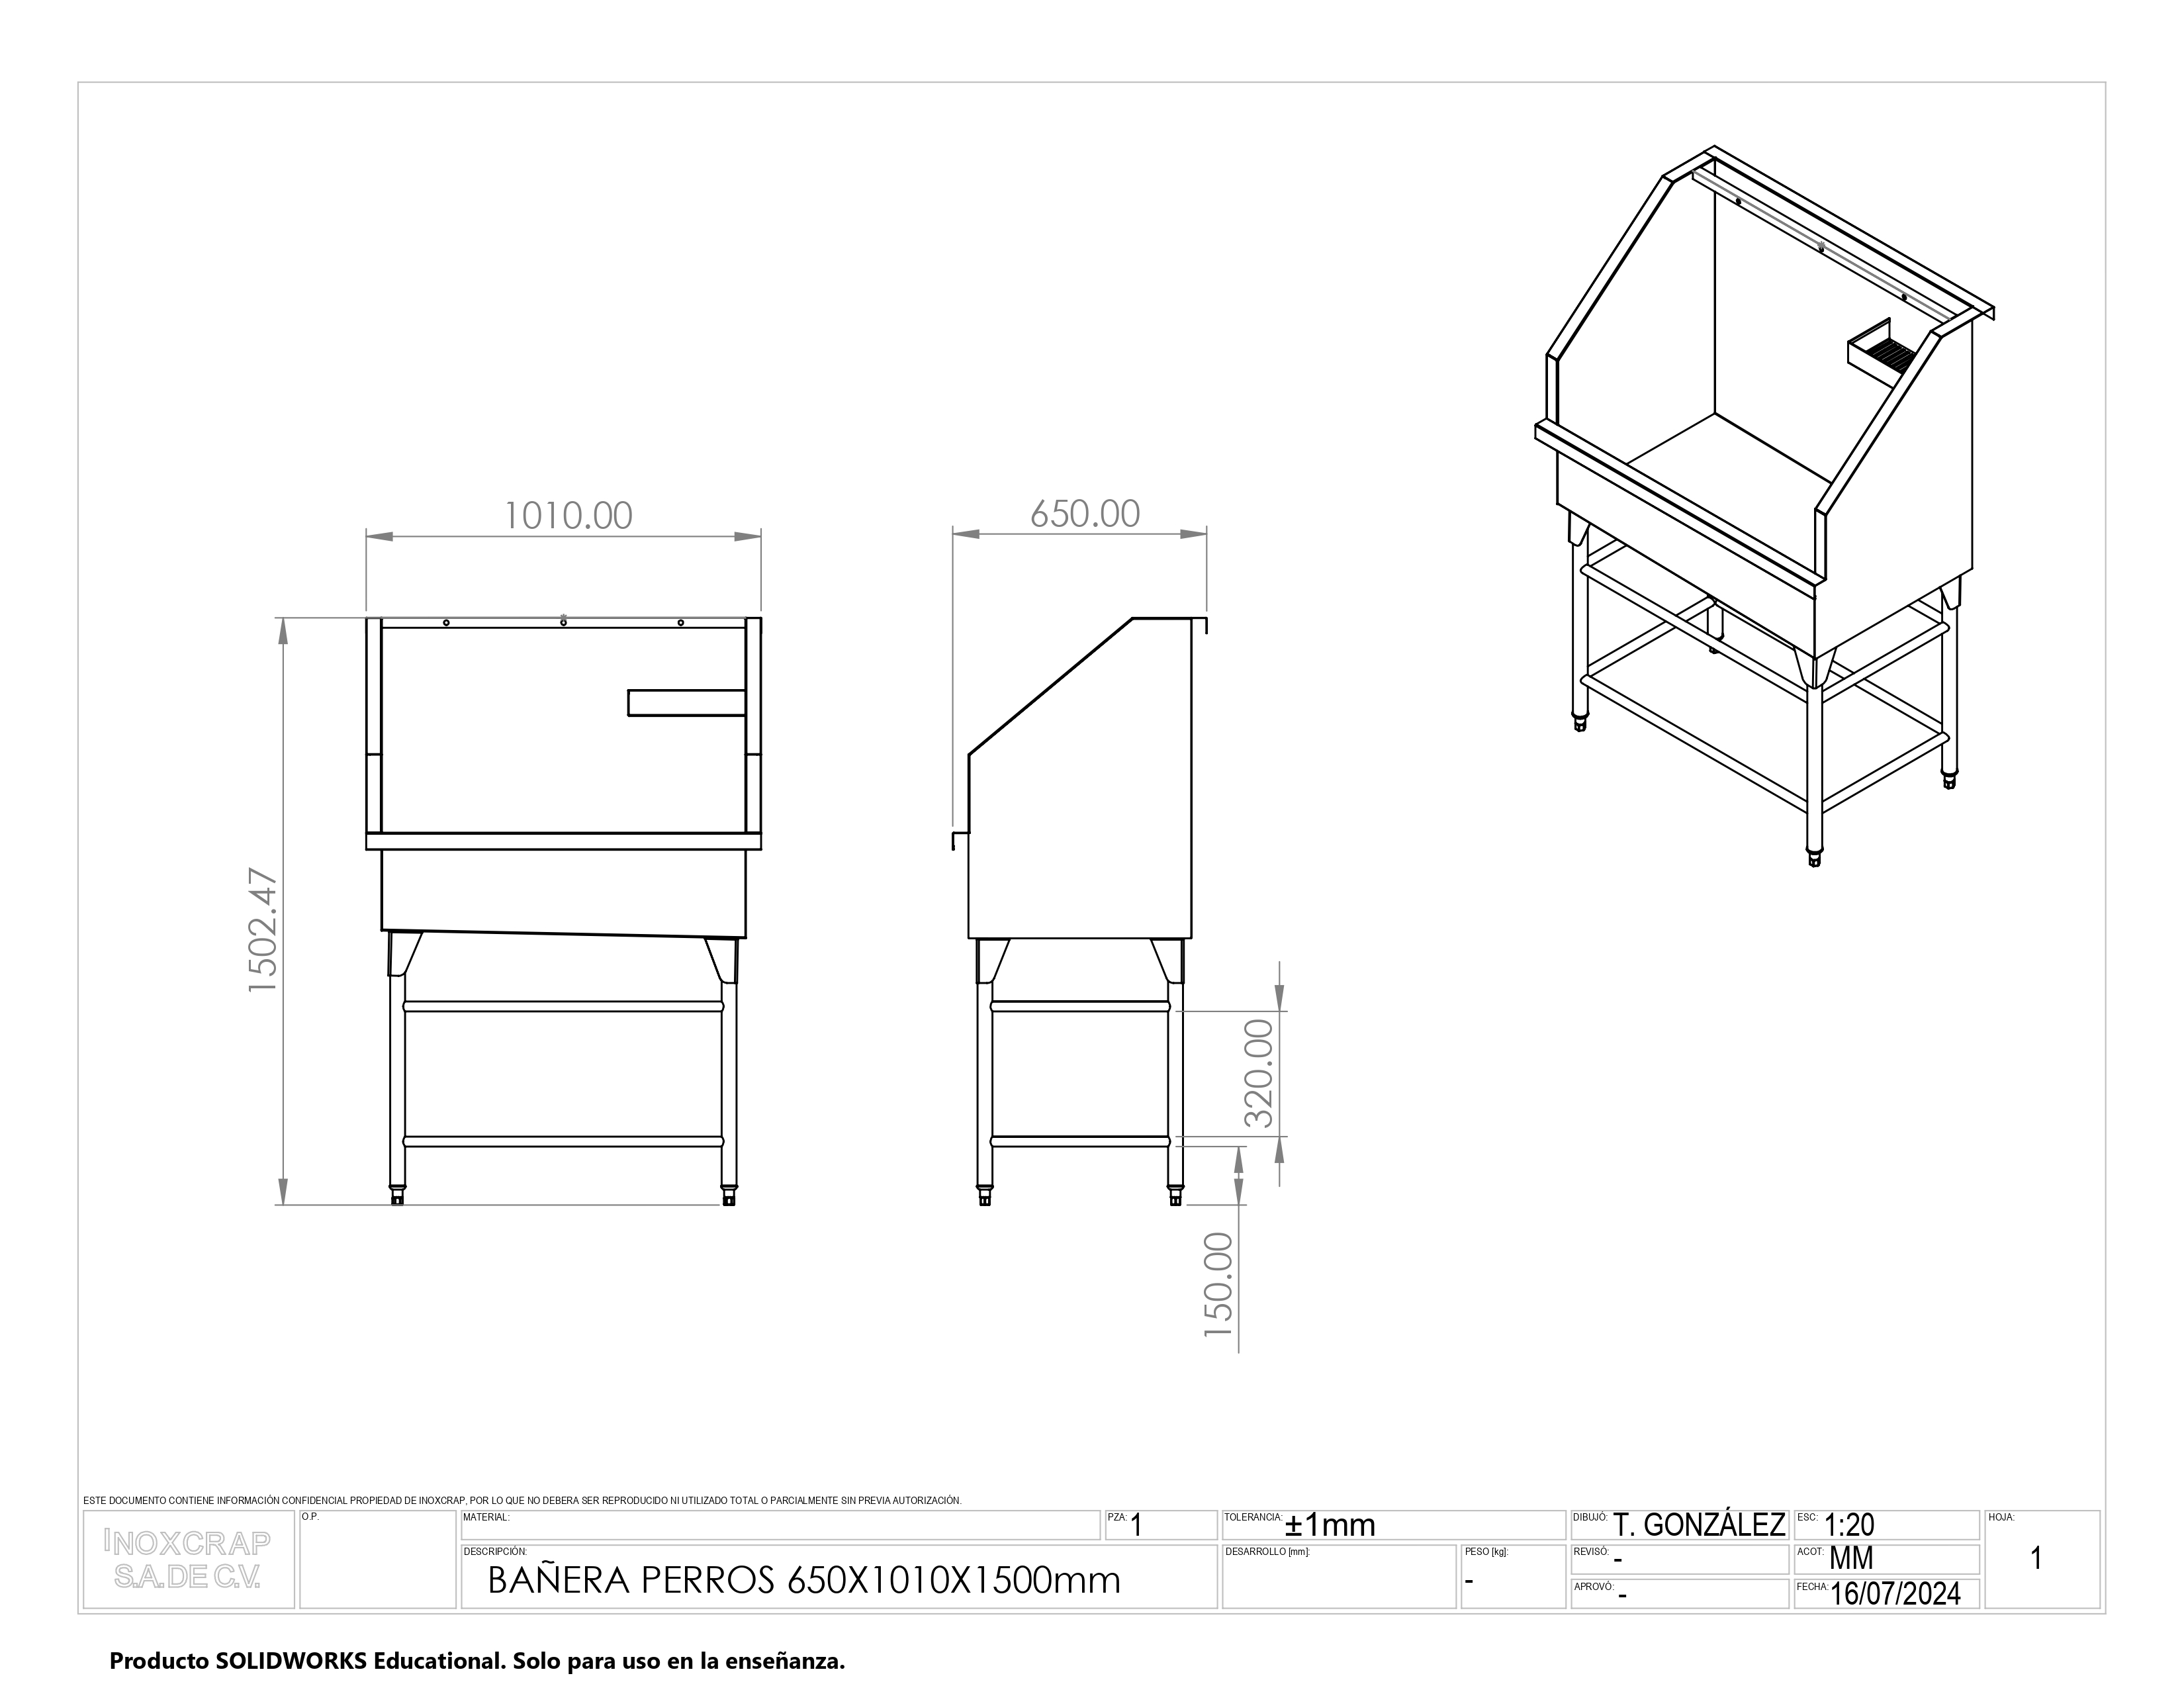 1010.00
650.00
1502.47
320.00
150.00
ESTE DOCUMENTO CONTIENE INFORMACIÓN CONFIDENCIAL PROPIEDAD DE INOXCRAP, POR LO QUE NO DEBERA SER REPRODUCIDO NI UTILIZADO TOTAL O PARCIALMENTE SIN PREVIA AUTORIZACIÓN.
INOXCRAP
S.A.DE C.V.
O.P.
MATERIAL:
PZA: 1
TOLERANCIA: ±1mm
DIBUJÓ: T. GONZÁLEZ
ESC: 1:20
HOJA:
1
DESCRIPCIÓN:
BAÑERA PERROS 650X1010X1500mm
DESARROLLO [mm]:
PESO [kg]:
-
REVISÓ: -
ACOT: MM
APROVÓ: -
FECHA: 16/07/2024
Producto SOLIDWORKS Educational. Solo para uso en la enseñanza.